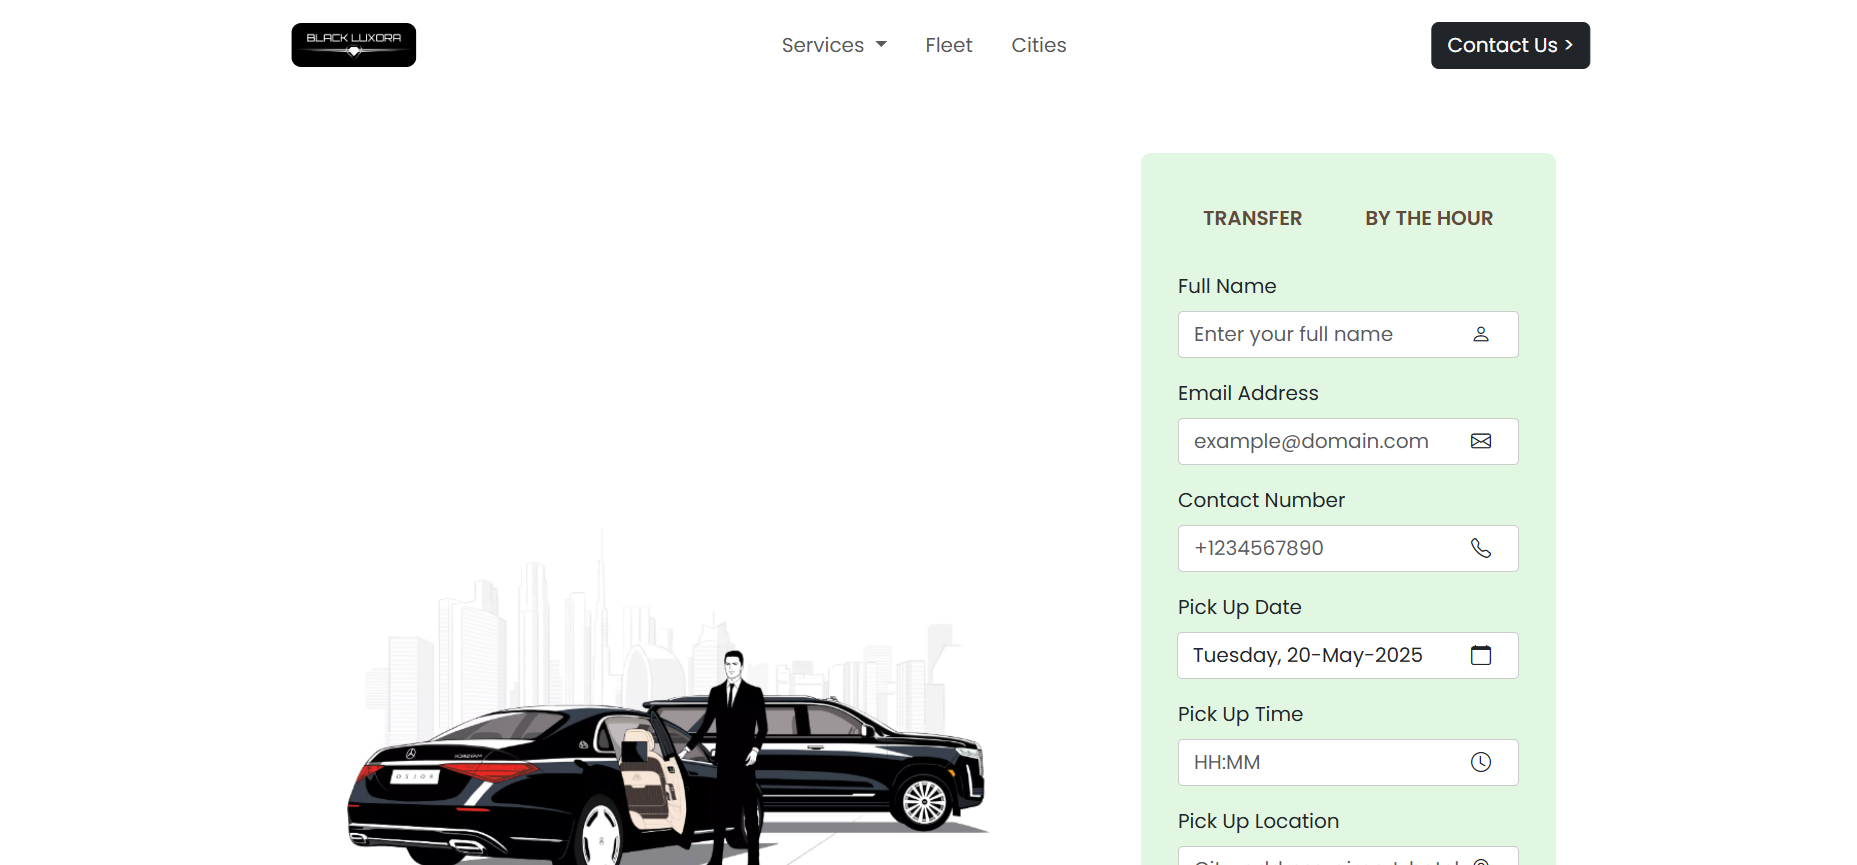 BLACK LUXORA
Services
Fleet
Cities
Contact Us >
TRANSFER
BY THE HOUR
Full Name
Enter your full name
Email Address
example@domain.com
Contact Number
+1234567890
Pick Up Date
Tuesday, 20-May-2025
Pick Up Time
HH:MM
Pick Up Location